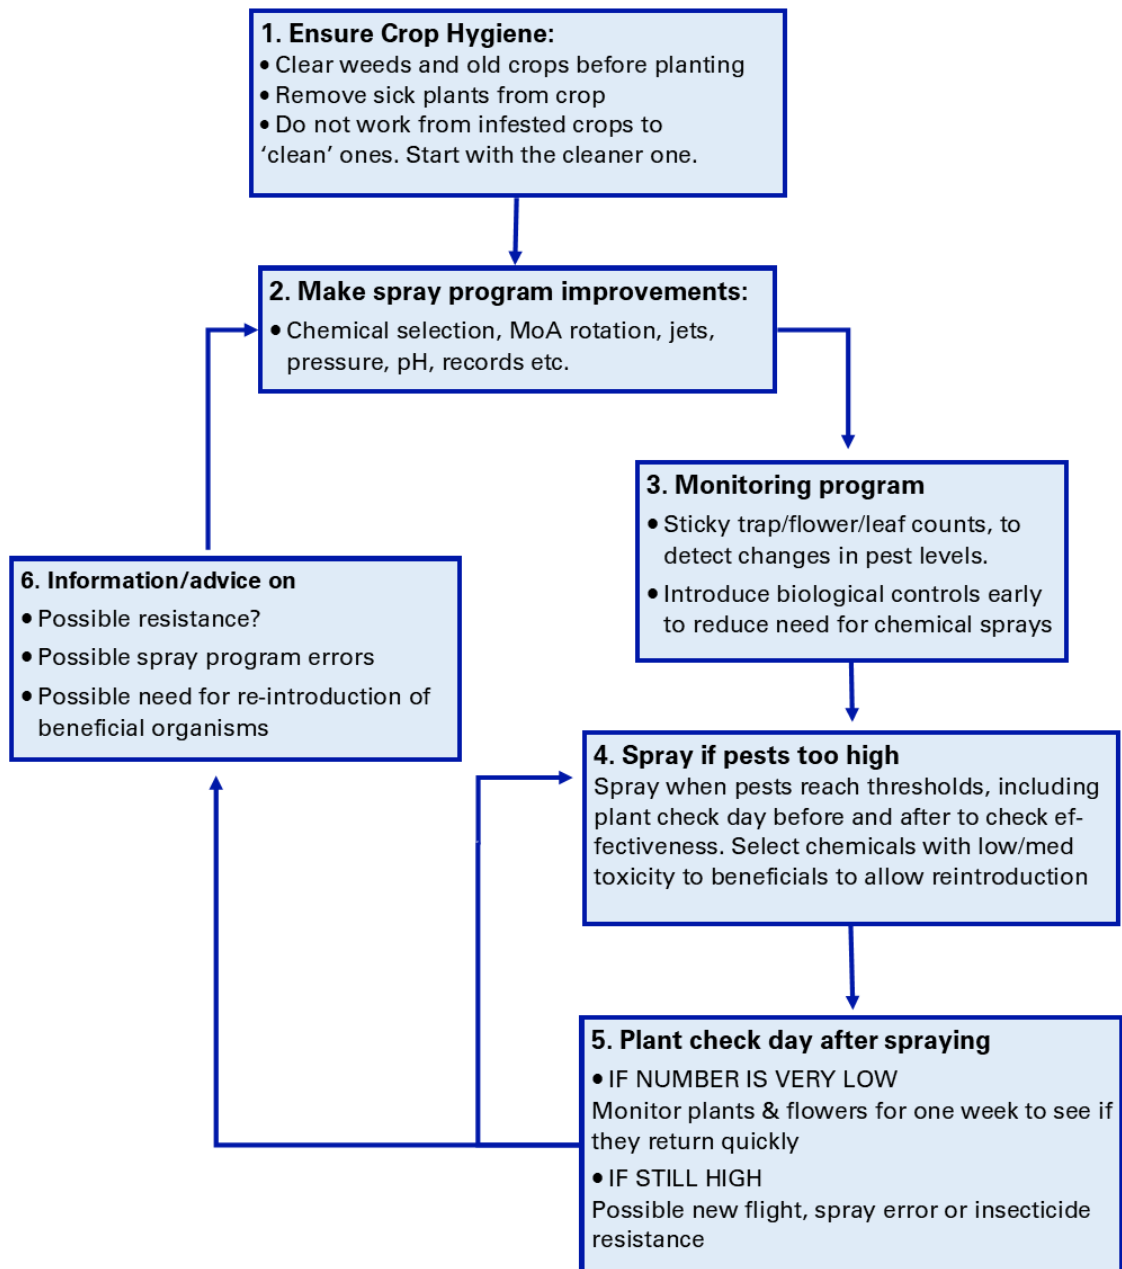 1. Ensure Crop Hygiene:
• Clear weeds and old crops before planting
• Remove sick plants from crop
• Do not work from infested crops to
‘clean’ ones. Start with the cleaner one.
2. Make spray program improvements:
• Chemical selection, MoA rotation, jets,
pressure, pH, records etc.
3. Monitoring program
• Sticky trap/flower/leaf counts, to
detect changes in pest levels.
• Introduce biological controls early
to reduce need for chemical sprays
4. Spray if pests too high
Spray when pests reach thresholds, including
plant check day before and after to check ef-
fectiveness. Select chemicals with low/med
toxicity to beneficials to allow reintroduction
5. Plant check day after spraying
• IF NUMBER IS VERY LOW
Monitor plants & flowers for one week to see if
they return quickly
• IF STILL HIGH
Possible new flight, spray error or insecticide
resistance
6. Information/advice on
• Possible resistance?
• Possible spray program errors
• Possible need for re-introduction of
beneficial organisms